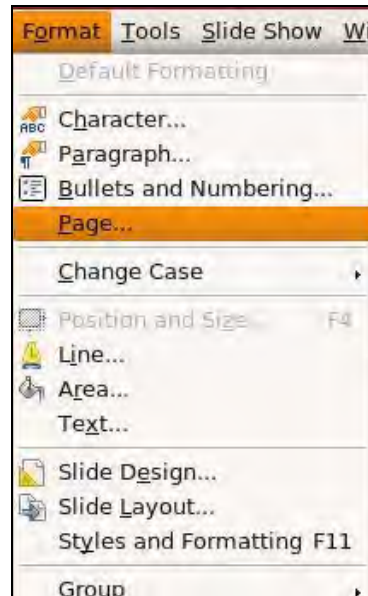 Format Tools Slide Show Wi
Default Formatting
ABC Character...
Paragraph...
Bullets and Numbering...
Page...
Change Case
Position and Size... F4
Line...
Area...
Text...
Slide Design...
Slide Layout...
Styles and Formatting F11
Group